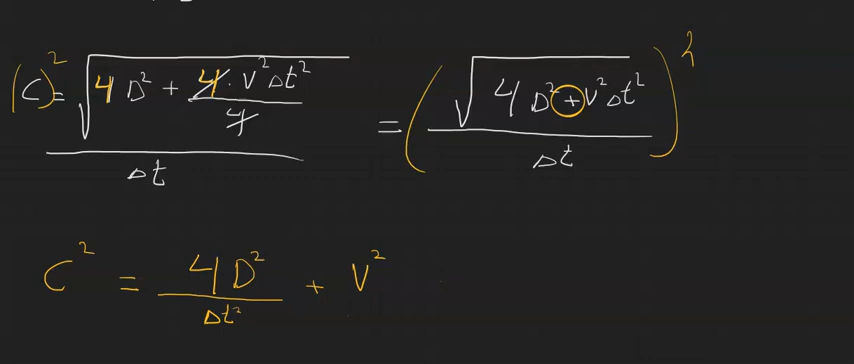 (C)² = √(4D² + 4·V²Δt²/4) / Δt = (√(4D² + V²Δt²) / Δt)²
C² = 4D²/Δt² + V²